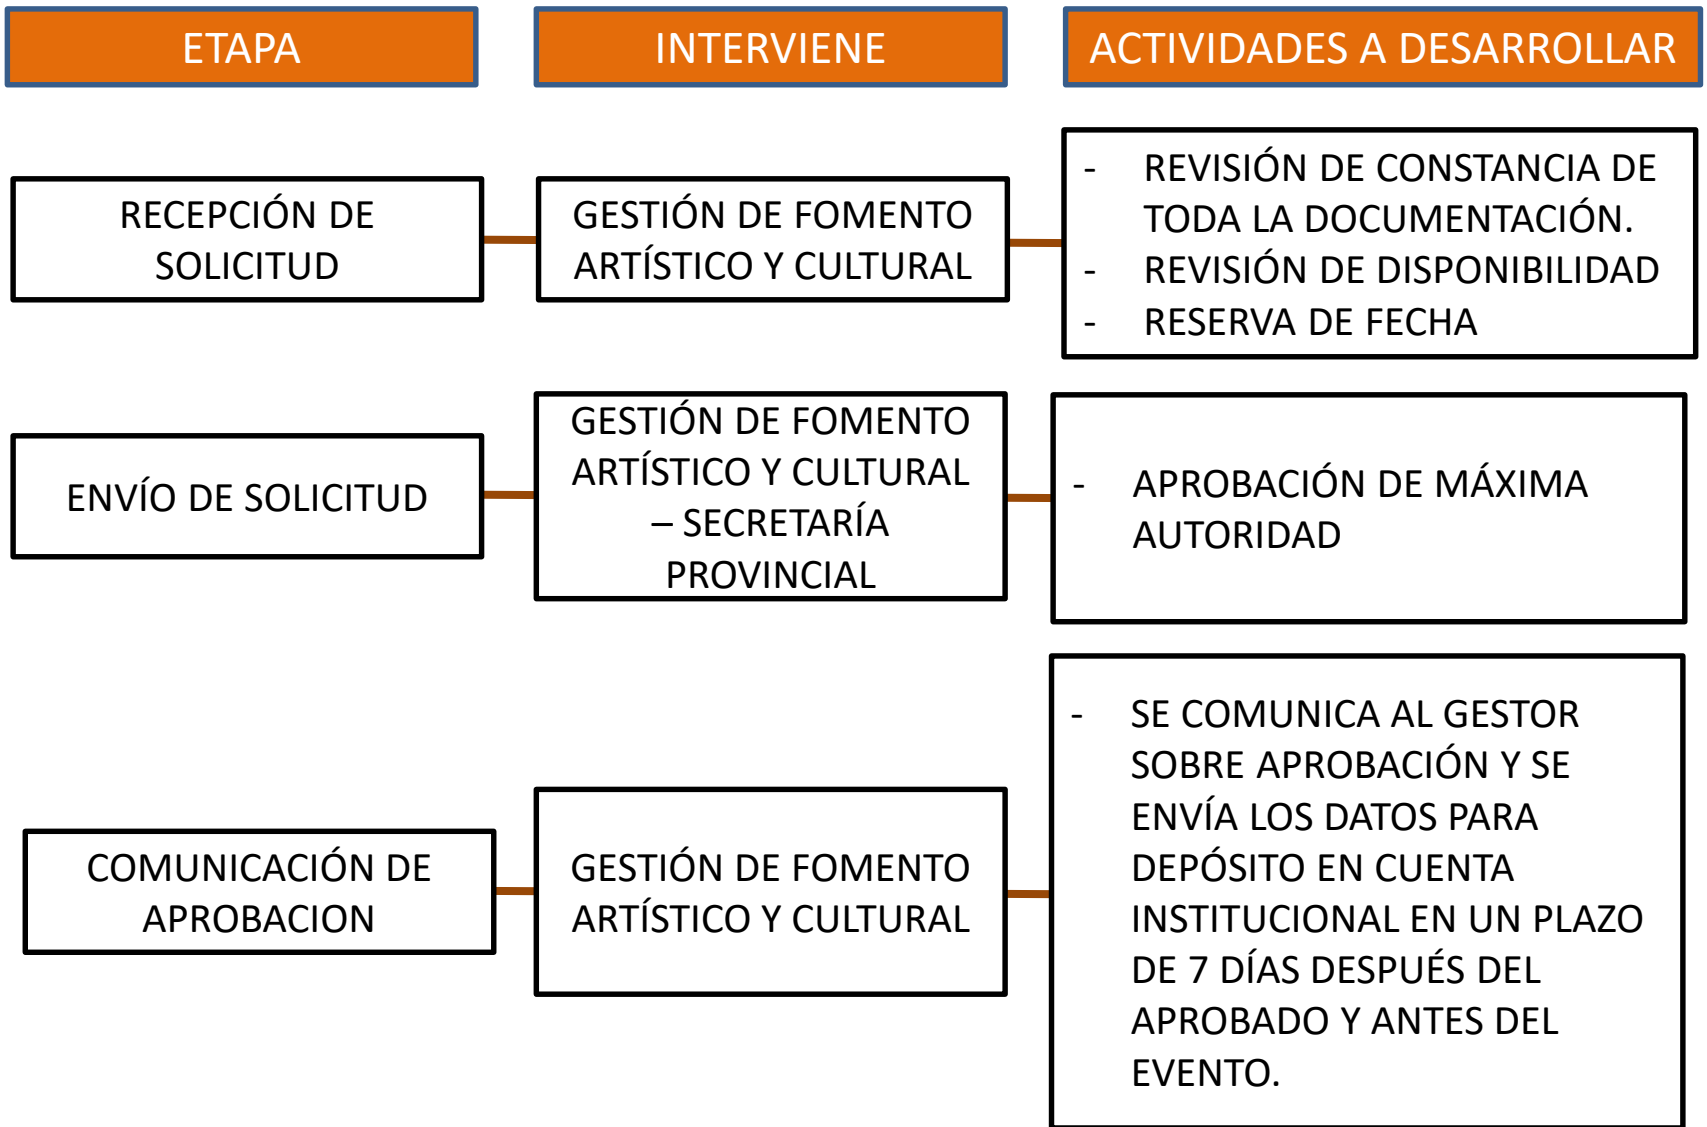 ETAPA
INTERVIENE
ACTIVIDADES A DESARROLLAR
RECEPCIÓN DE
SOLICITUD
GESTIÓN DE FOMENTO
ARTÍSTICO Y CULTURAL
- REVISIÓN DE CONSTANCIA DE
TODA LA DOCUMENTACIÓN.
- REVISIÓN DE DISPONIBILIDAD
- RESERVA DE FECHA
ENVÍO DE SOLICITUD
GESTIÓN DE FOMENTO
ARTÍSTICO Y CULTURAL
– SECRETARÍA
PROVINCIAL
- APROBACIÓN DE MÁXIMA
AUTORIDAD
COMUNICACIÓN DE
APROBACION
GESTIÓN DE FOMENTO
ARTÍSTICO Y CULTURAL
- SE COMUNICA AL GESTOR
SOBRE APROBACIÓN Y SE
ENVÍA LOS DATOS PARA
DEPÓSITO EN CUENTA
INSTITUCIONAL EN UN PLAZO
DE 7 DÍAS DESPUÉS DEL
APROBADO Y ANTES DEL
EVENTO.